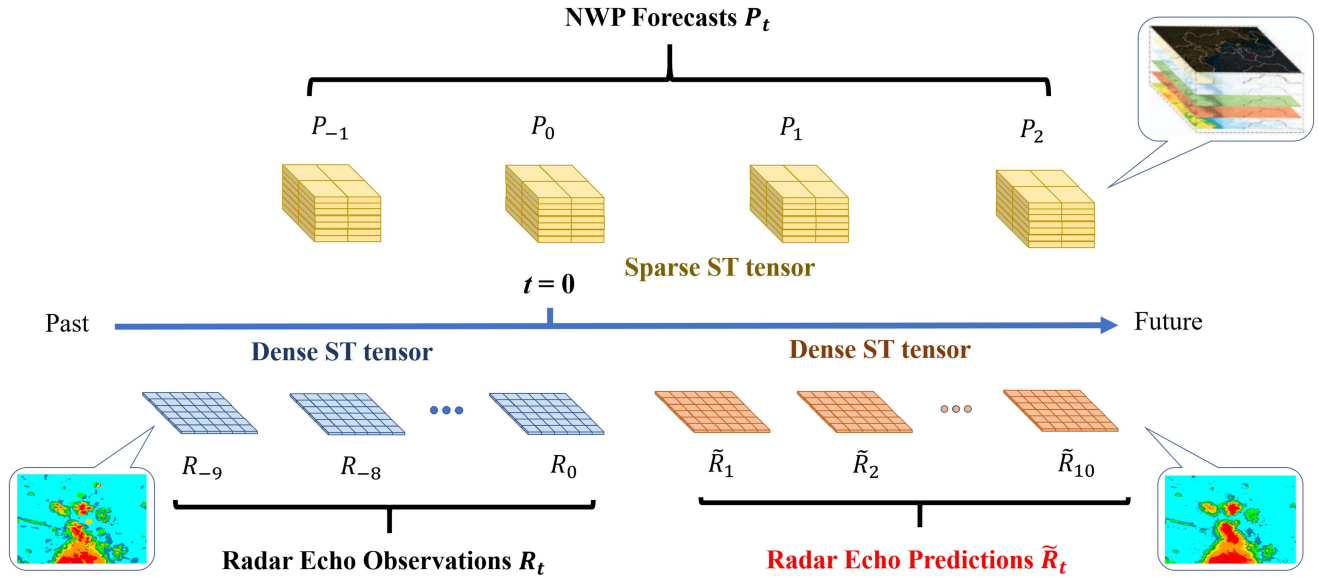 NWP Forecasts P_t
P_{−1}
P_0
P_1
P_2
Sparse ST tensor
t = 0
Past
Future
Dense ST tensor
Dense ST tensor
R_{−9}
R_{−8}
R_0
R̃_1
R̃_2
R̃_{10}
Radar Echo Observations R_t
Radar Echo Predictions R̃_t